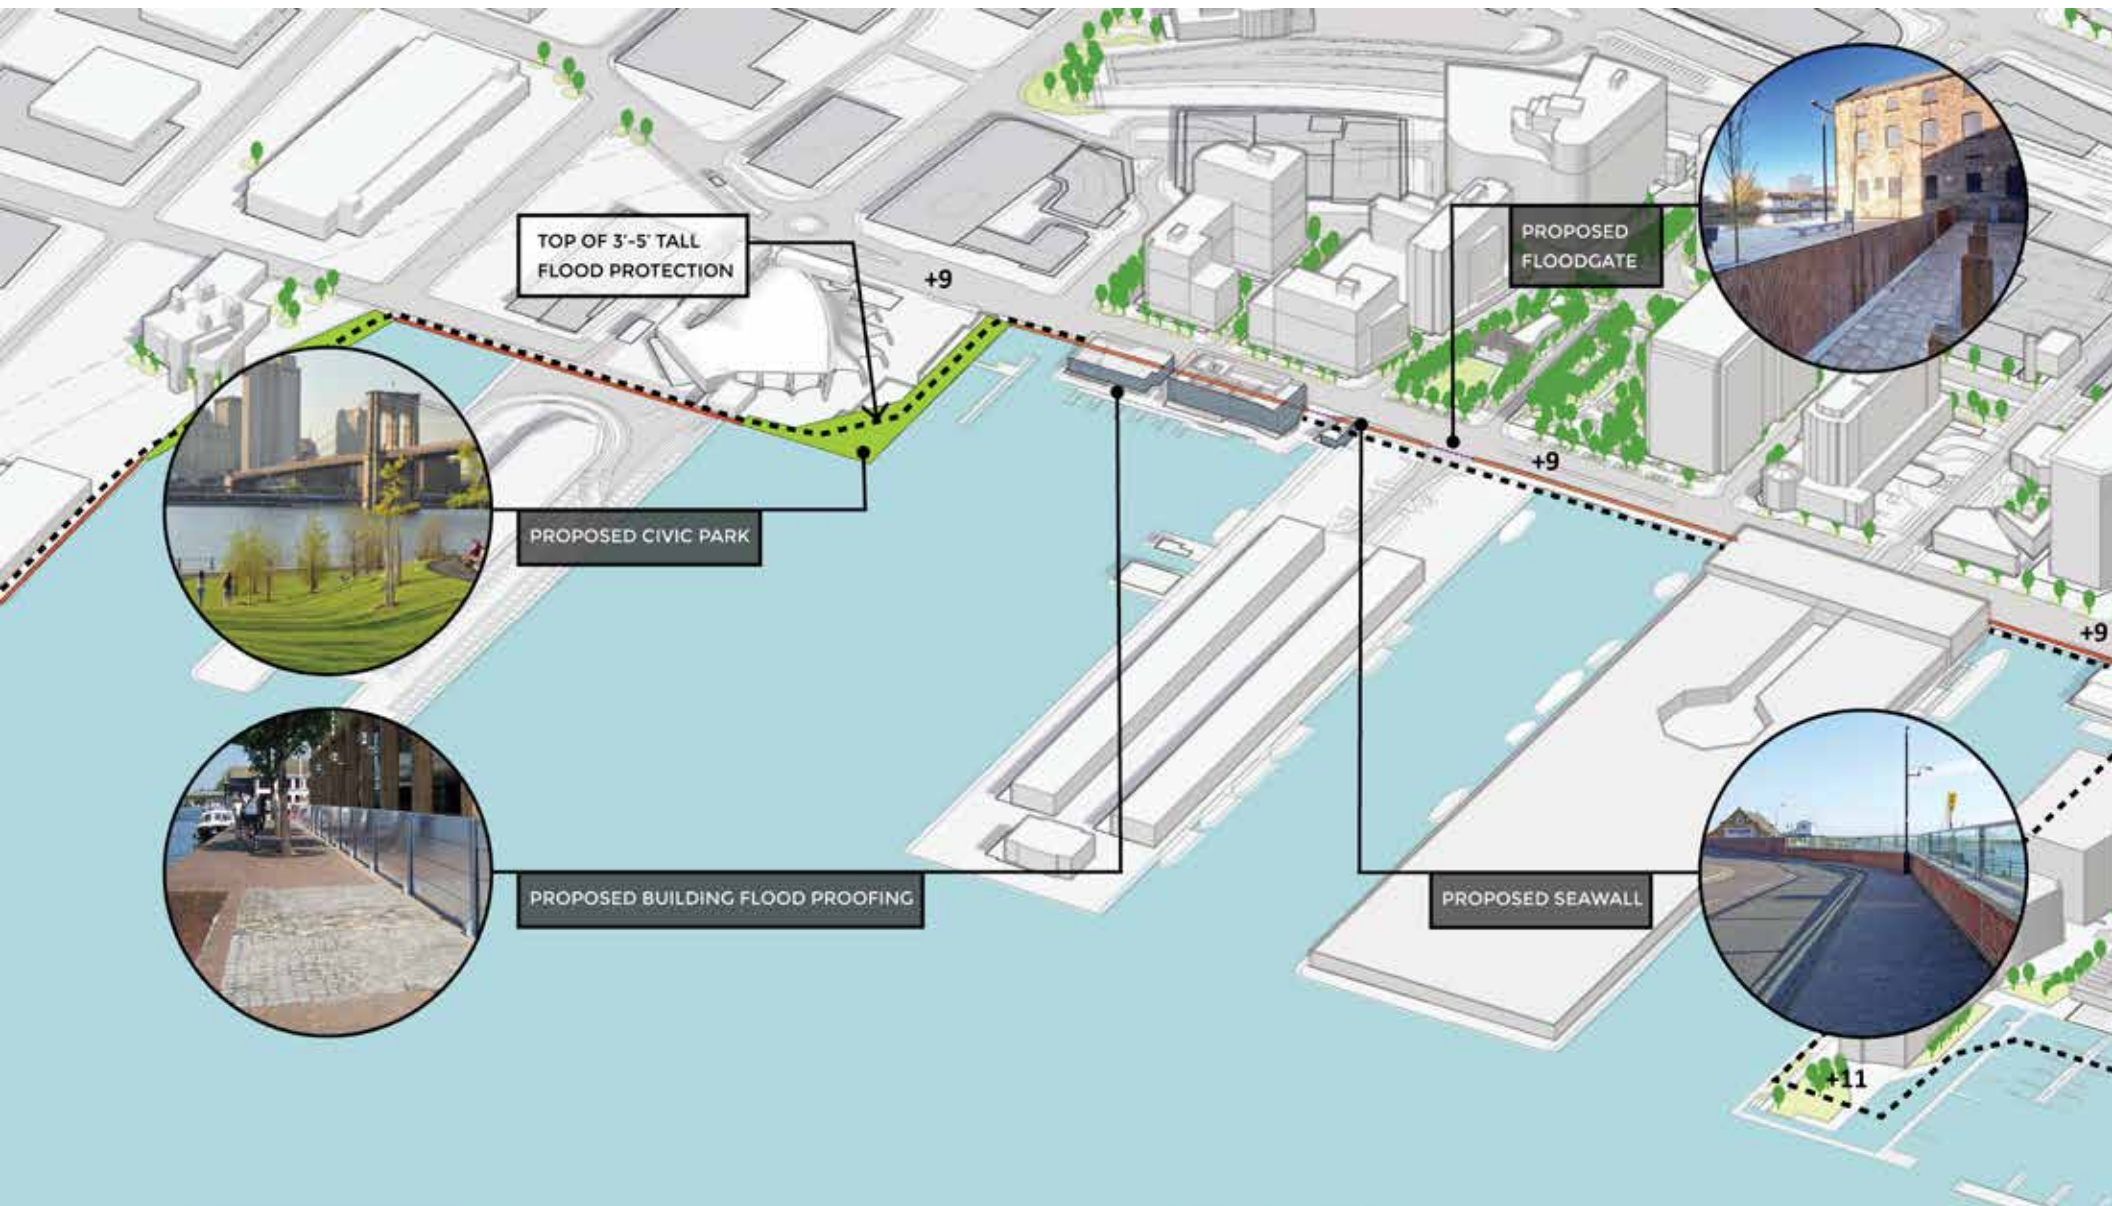 TOP OF 3'-5' TALL
FLOOD PROTECTION
+9
PROPOSED
FLOODGATE
+9
PROPOSED CIVIC PARK
+9
PROPOSED BUILDING FLOOD PROOFING
PROPOSED SEAWALL
+11